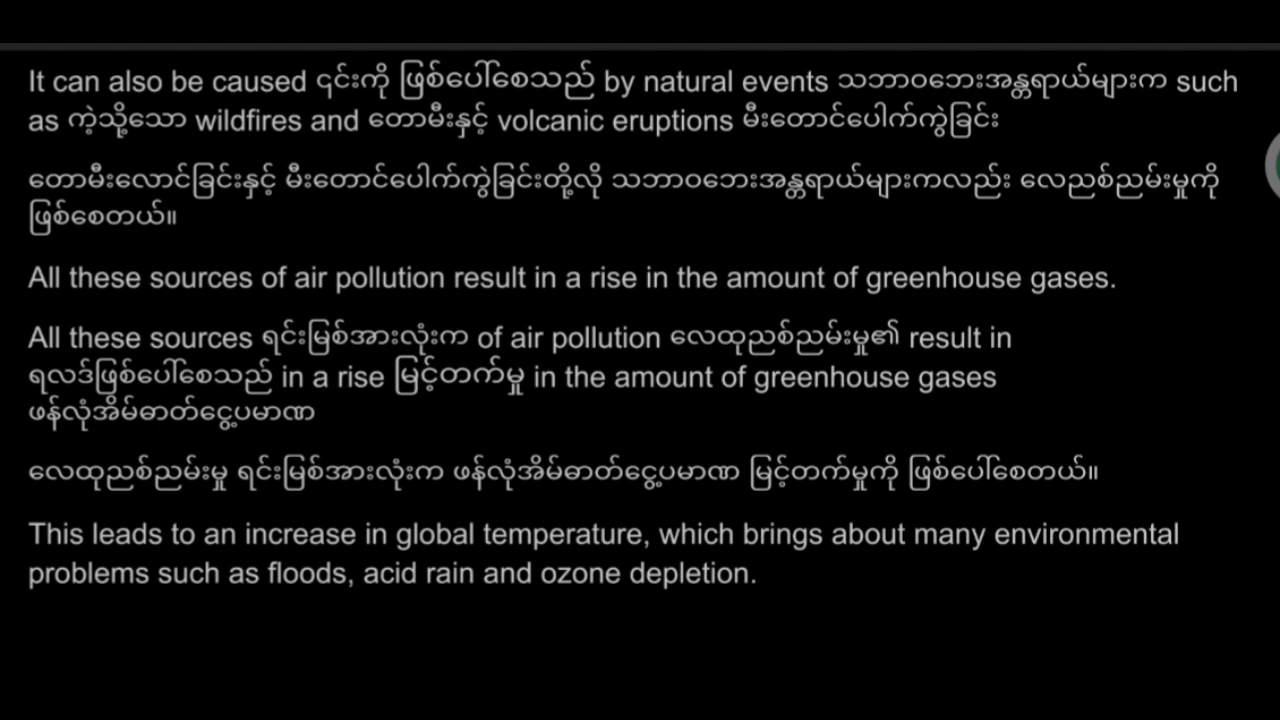 It can also be caused ၎င်းကို ဖြစ်ပေါ်စေသည် by natural events သဘာဝဘေးအန္တရာယ်များက such
as ကဲ့သို့သော wildfires and တောမီးနှင့် volcanic eruptions မီးတောင်ပေါက်ကွဲခြင်း
တောမီးလောင်ခြင်းနှင့် မီးတောင်ပေါက်ကွဲခြင်းတို့လို သဘာဝဘေးအန္တရာယ်များကလည်း လေညစ်ညမ်းမှုကို
ဖြစ်စေတယ်။
All these sources of air pollution result in a rise in the amount of greenhouse gases.
All these sources ရင်းမြစ်အားလုံးက of air pollution လေထုညစ်ညမ်းမှု၏ result in
ရလဒ်ဖြစ်ပေါ်စေသည် in a rise မြင့်တက်မှု in the amount of greenhouse gases
ဖန်လုံအိမ်ဓာတ်ငွေ့ပမာဏ
လေထုညစ်ညမ်းမှု ရင်းမြစ်အားလုံးက ဖန်လုံအိမ်ဓာတ်ငွေ့ပမာဏ မြင့်တက်မှုကို ဖြစ်ပေါ်စေတယ်။
This leads to an increase in global temperature, which brings about many environmental
problems such as floods, acid rain and ozone depletion.